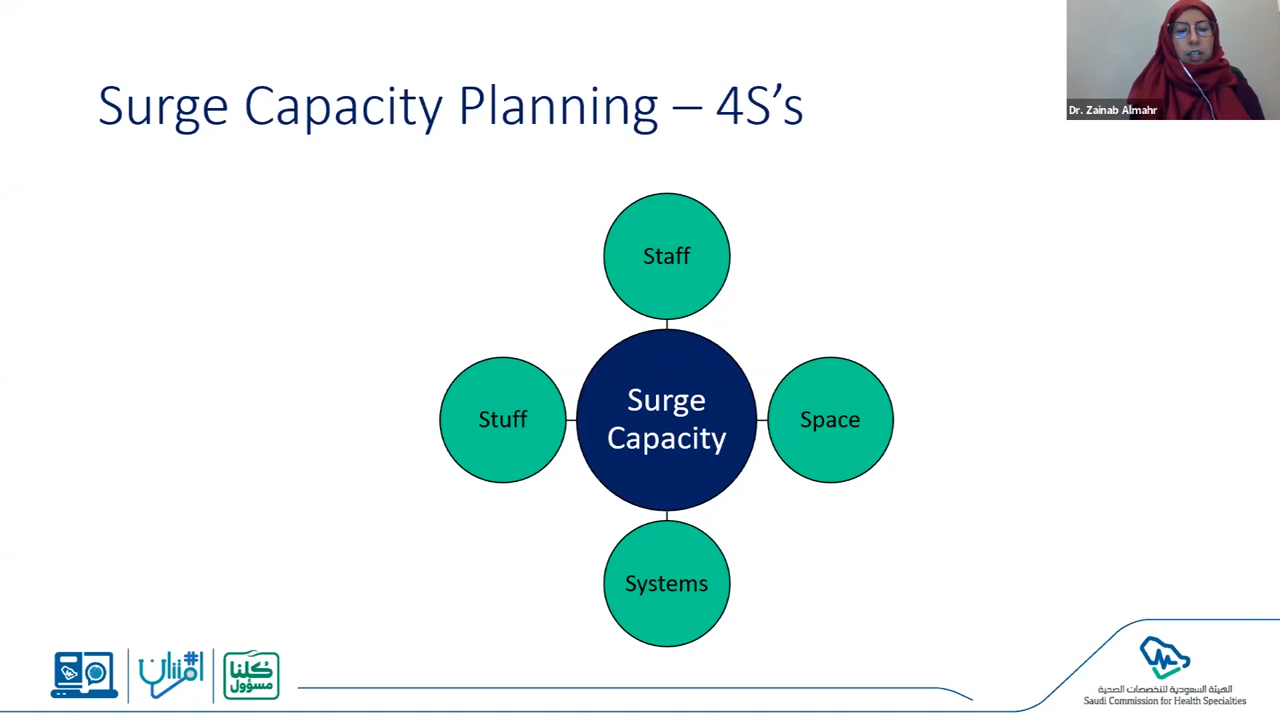 Surge Capacity Planning – 4S’s
Dr. Zainab Almahr
Staff
Stuff
Surge
Capacity
Space
Systems
#امتنان
كلنا
مسؤول
الهيئة السعودية للتخصصات الصحية
Saudi Commission for Health Specialties